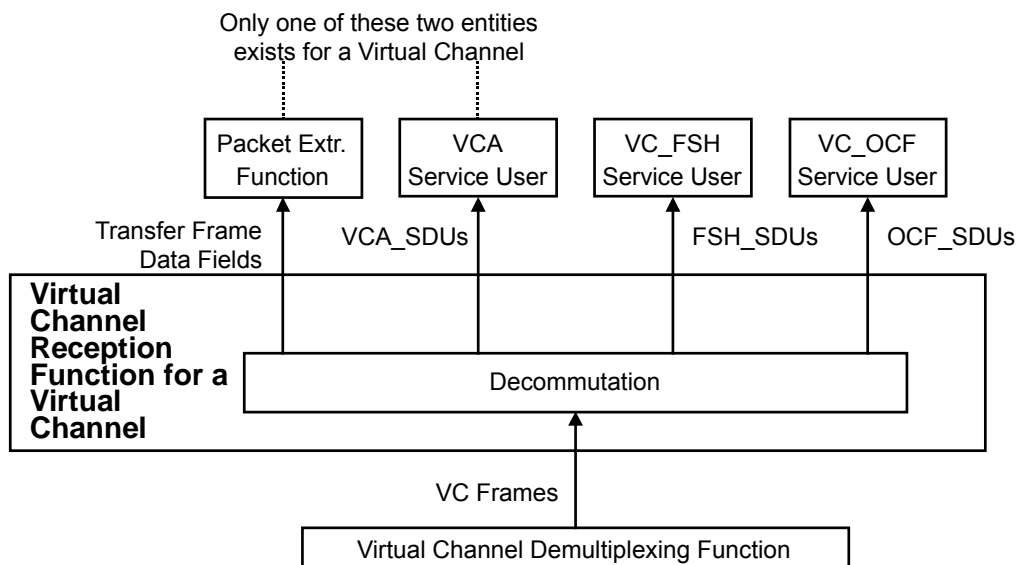 Only one of these two entities
exists for a Virtual Channel
Packet Extr.
Function
VCA
Service User
VC_FSH
Service User
VC_OCF
Service User
Transfer Frame
Data Fields
VCA_SDUs
FSH_SDUs
OCF_SDUs
Virtual
Channel
Reception
Function for a
Virtual
Channel
Decommutation
VC Frames
Virtual Channel Demultiplexing Function